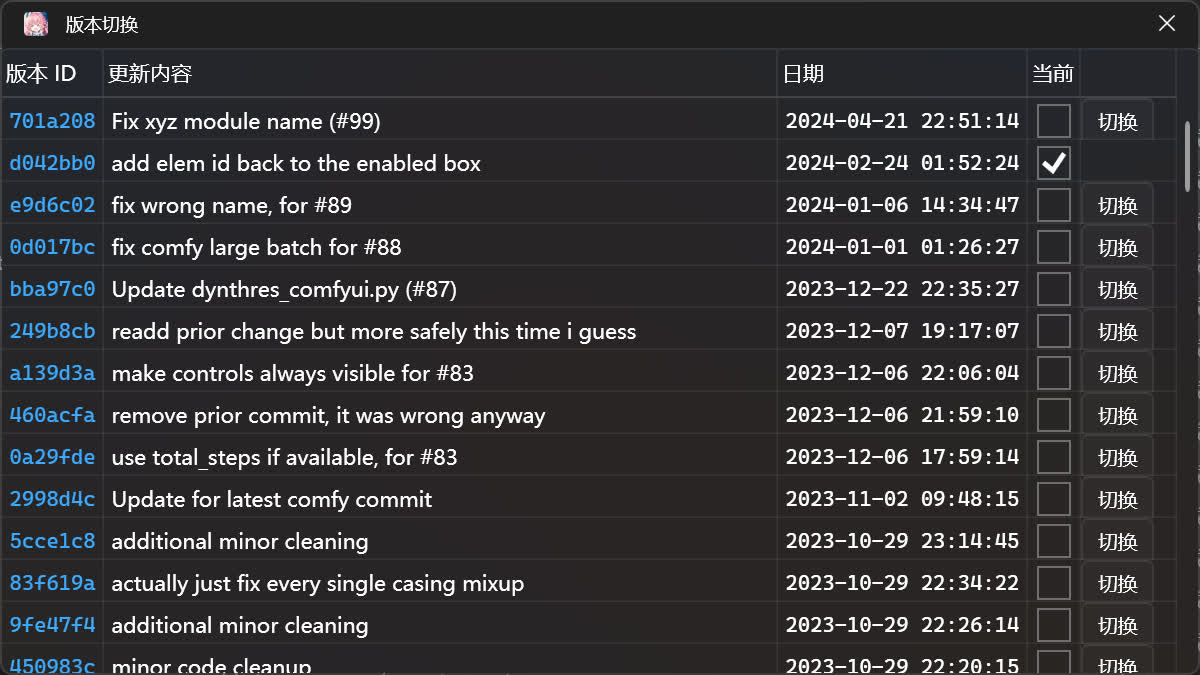 版本切换
版本 ID 更新内容 日期 当前
701a208 Fix xyz module name (#99) 2024-04-21 22:51:14 切换
d042bb0 add elem id back to the enabled box 2024-02-24 01:52:24
e9d6c02 fix wrong name, for #89 2024-01-06 14:34:47 切换
0d017bc fix comfy large batch for #88 2024-01-01 01:26:27 切换
bba97c0 Update dynthres_comfyui.py (#87) 2023-12-22 22:35:27 切换
249b8cb readd prior change but more safely this time i guess 2023-12-07 19:17:07 切换
a139d3a make controls always visible for #83 2023-12-06 22:06:04 切换
460acfa remove prior commit, it was wrong anyway 2023-12-06 21:59:10 切换
0a29fde use total_steps if available, for #83 2023-12-06 17:59:14 切换
2998d4c Update for latest comfy commit 2023-11-02 09:48:15 切换
5cce1c8 additional minor cleaning 2023-10-29 23:14:45 切换
83f619a actually just fix every single casing mixup 2023-10-29 22:34:22 切换
9fe47f4 additional minor cleaning 2023-10-29 22:26:14 切换
450983c minor code cleanup 2023-10-29 22:20:15 切换